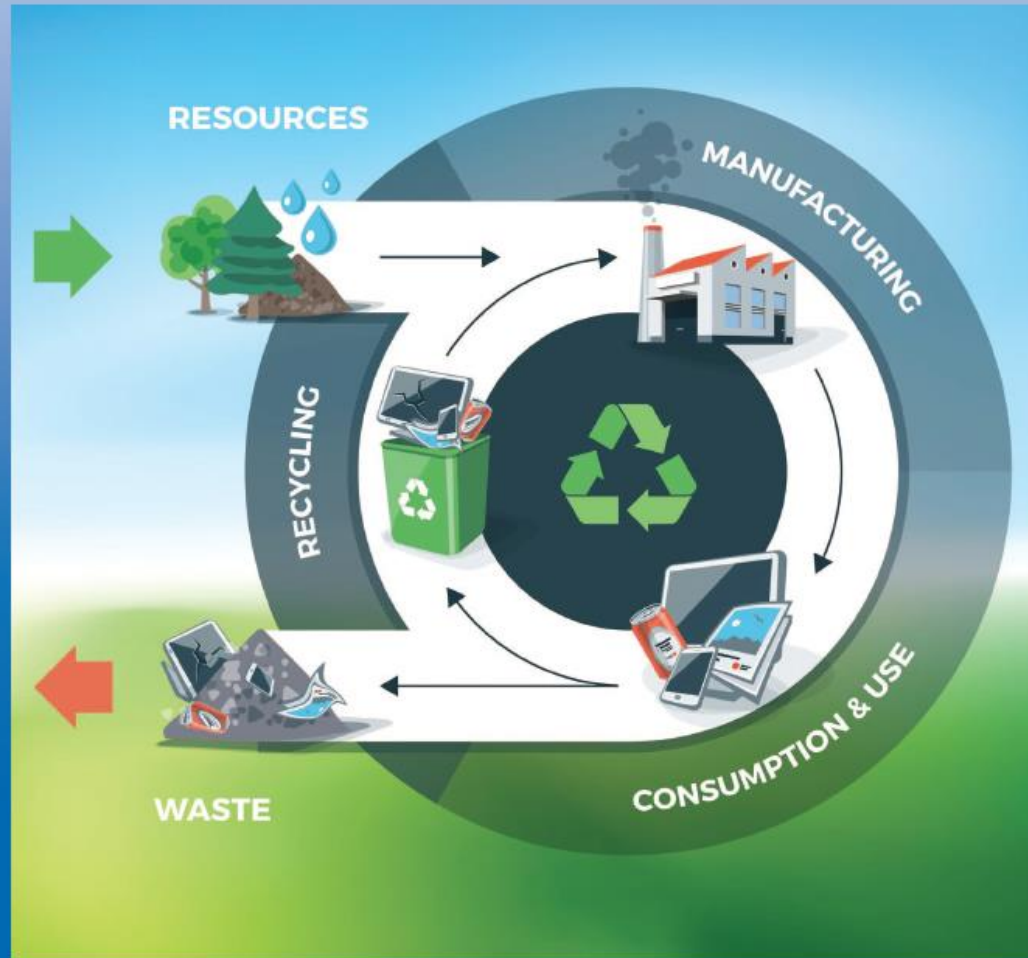 RESOURCES
MANUFACTURING
RECYCLING
CONSUMPTION & USE
WASTE